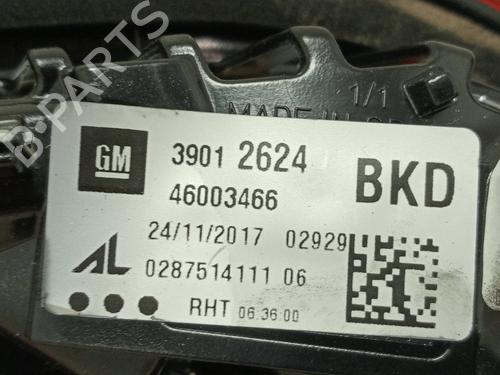 B-PARTS
1/1
MADE IN
GM
3901 2624
BKD
46003466
24/11/2017 02929
AL
0287514111 06
RHT 06:36:00